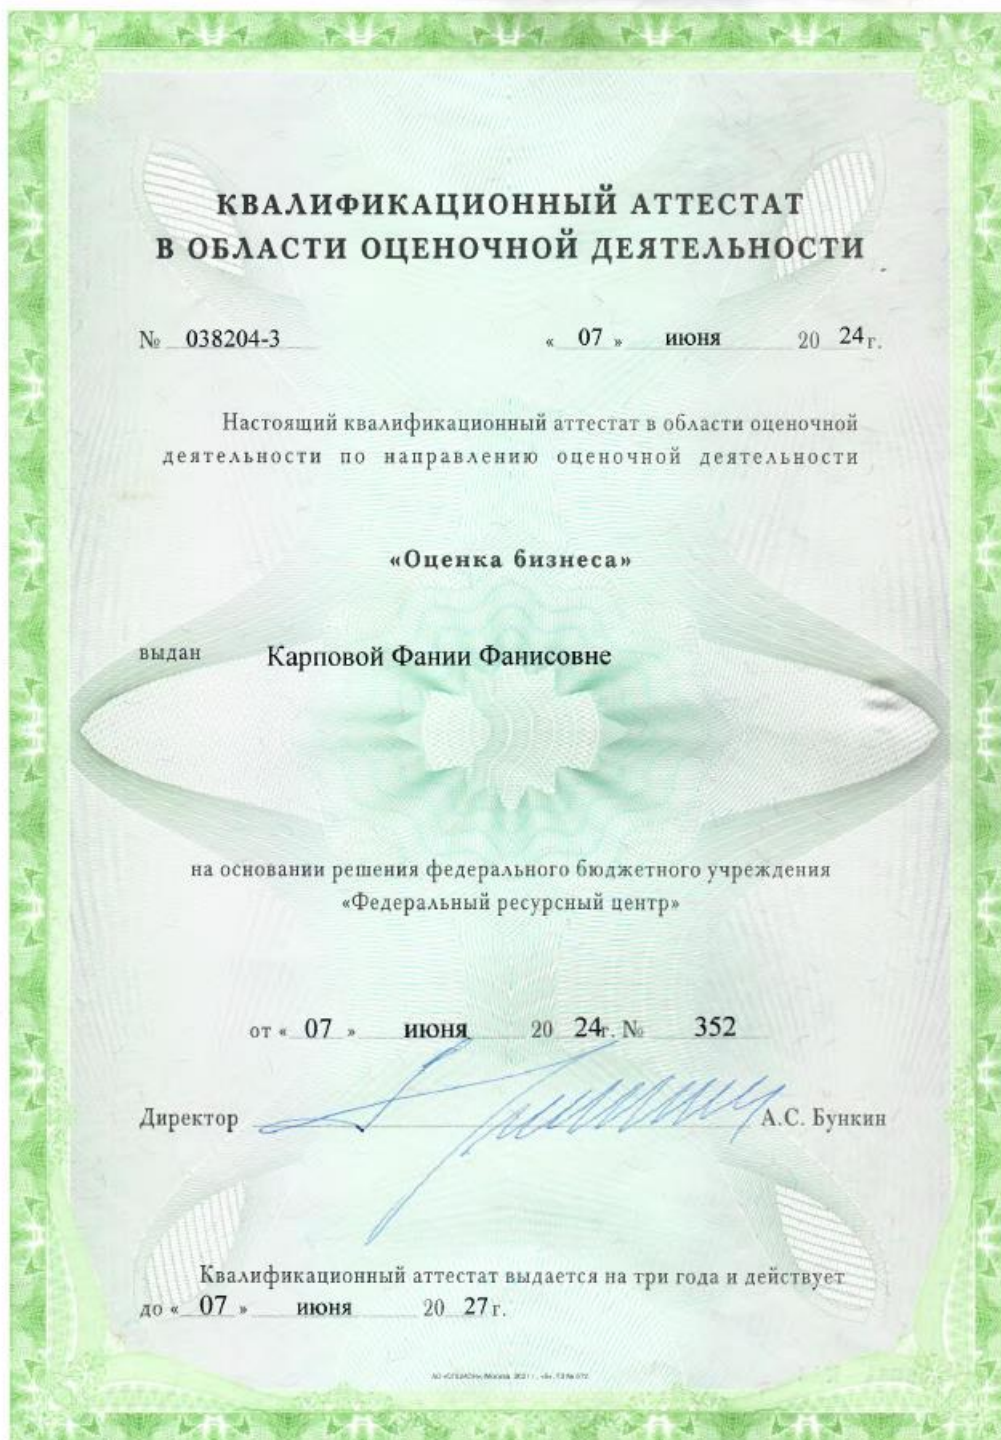 КВАЛИФИКАЦИОННЫЙ АТТЕСТАТ
В ОБЛАСТИ ОЦЕНОЧНОЙ ДЕЯТЕЛЬНОСТИ
№ 038204-3 « 07 » июня 20 24 г.
Настоящий квалификационный аттестат в области оценочной
деятельности по направлению оценочной деятельности
«Оценка бизнеса»
выдан Карповой Фании Фанисовне
на основании решения федерального бюджетного учреждения
«Федеральный ресурсный центр»
от « 07 » июня 20 24г. № 352
Директор А.С. Бункин
Квалификационный аттестат выдается на три года и действует
до « 07 » июня 20 27 г.